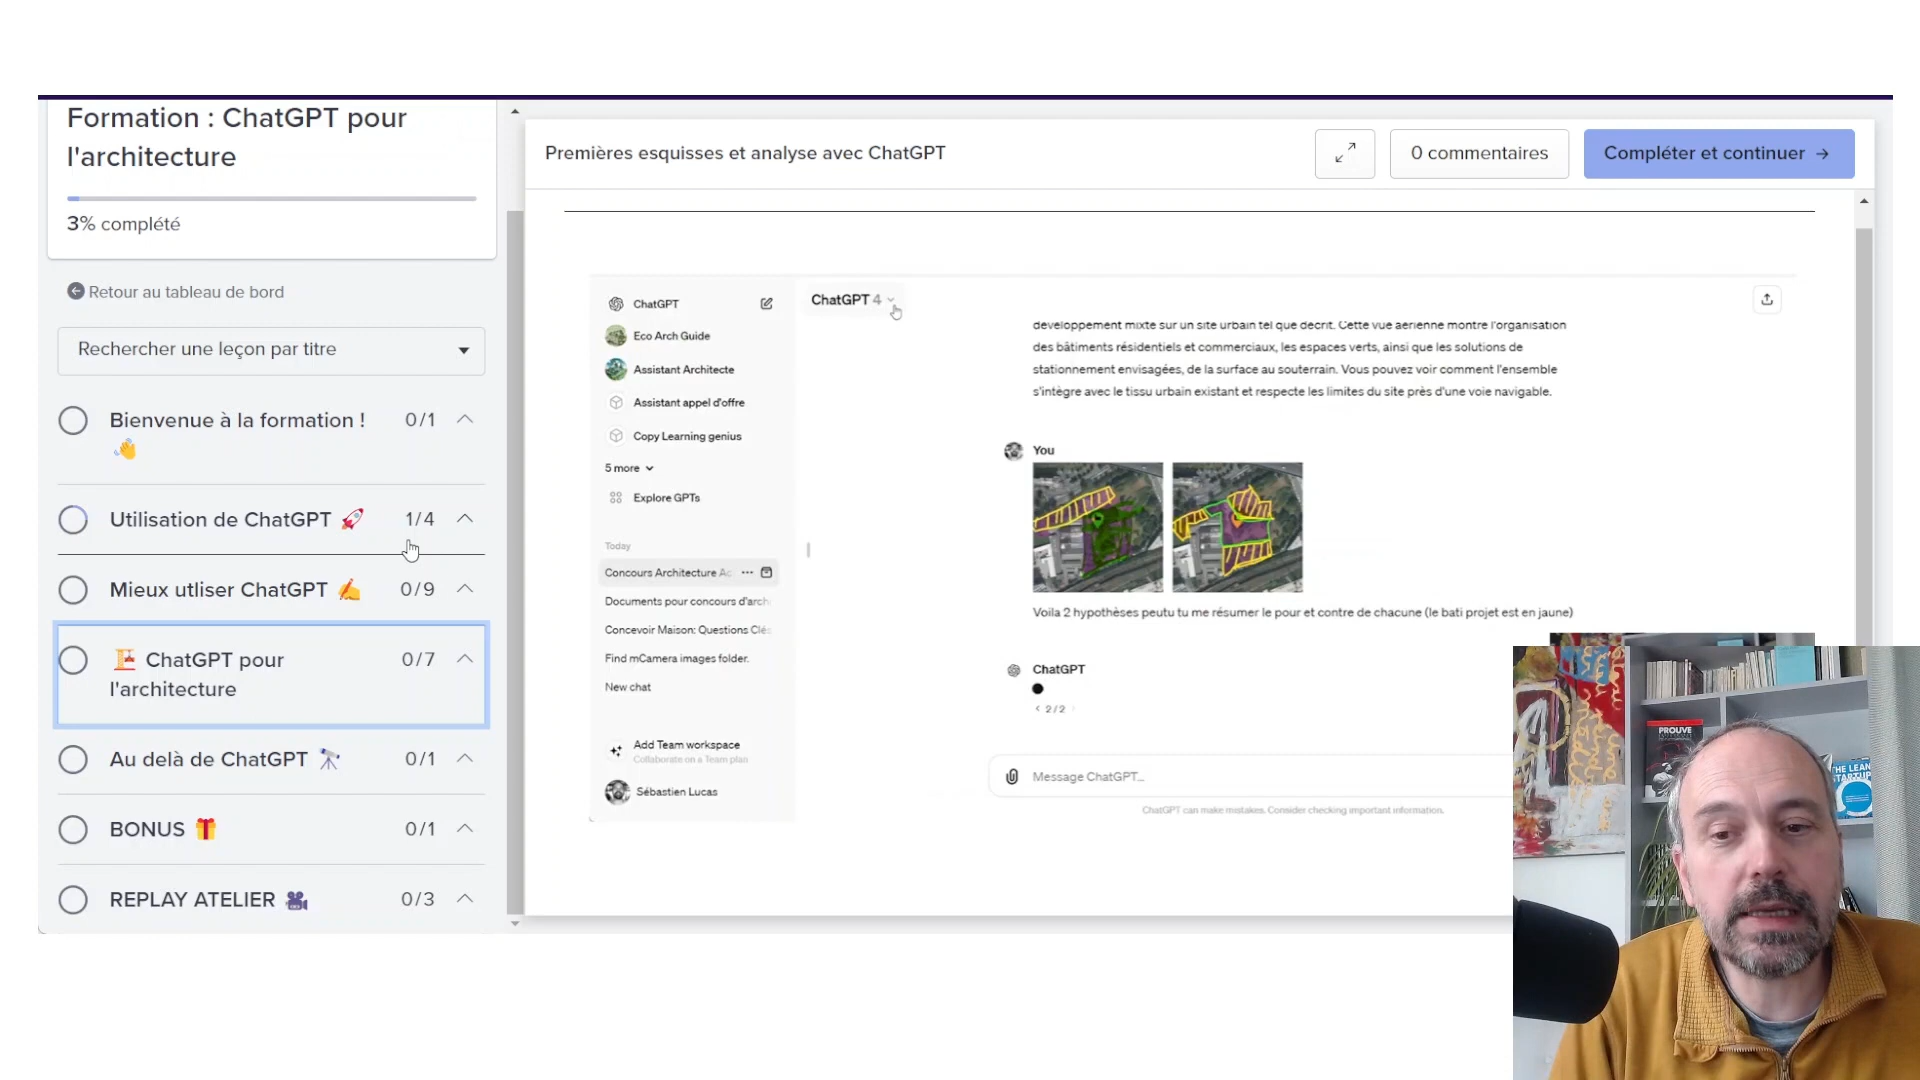 Formation : ChatGPT pour
l'architecture
3% complété
Retour au tableau de bord
Rechercher une leçon par titre
Bienvenue à la formation ! 0/1
👋
Utilisation de ChatGPT 🚀 1/4
Mieux utliser ChatGPT ✍️ 0/9
🏗️ ChatGPT pour 0/7
l'architecture
Au delà de ChatGPT 🔭 0/1
BONUS 🎁 0/1
REPLAY ATELIER 🎥 0/3
Premières esquisses et analyse avec ChatGPT
0 commentaires
Compléter et continuer →
ChatGPT
Eco Arch Guide
Assistant Architecte
Assistant appel d'offre
Copy Learning genius
5 more
Explore GPTs
Today
Concours Architecture Ac ...
Documents pour concours d'arch
Concevoir Maison: Questions Clés
Find mCamera images folder.
New chat
Add Team workspace
Collaborate on a Team plan
Sébastien Lucas
ChatGPT 4
développement mixte sur un site urbain tel que décrit. Cette vue aérienne montre l'organisation
des bâtiments résidentiels et commerciaux, les espaces verts, ainsi que les solutions de
stationnement envisagées, de la surface au souterrain. Vous pouvez voir comment l'ensemble
s'intègre avec le tissu urbain existant et respecte les limites du site près d'une voie navigable.
You
Voila 2 hypothèses peutu tu me résumer le pour et contre de chacune (le bati projet est en jaune)
ChatGPT
< 2/2 >
Message ChatGPT...
ChatGPT can make mistakes. Consider checking important information.
PROUVE
THE LEAN
STARTUP